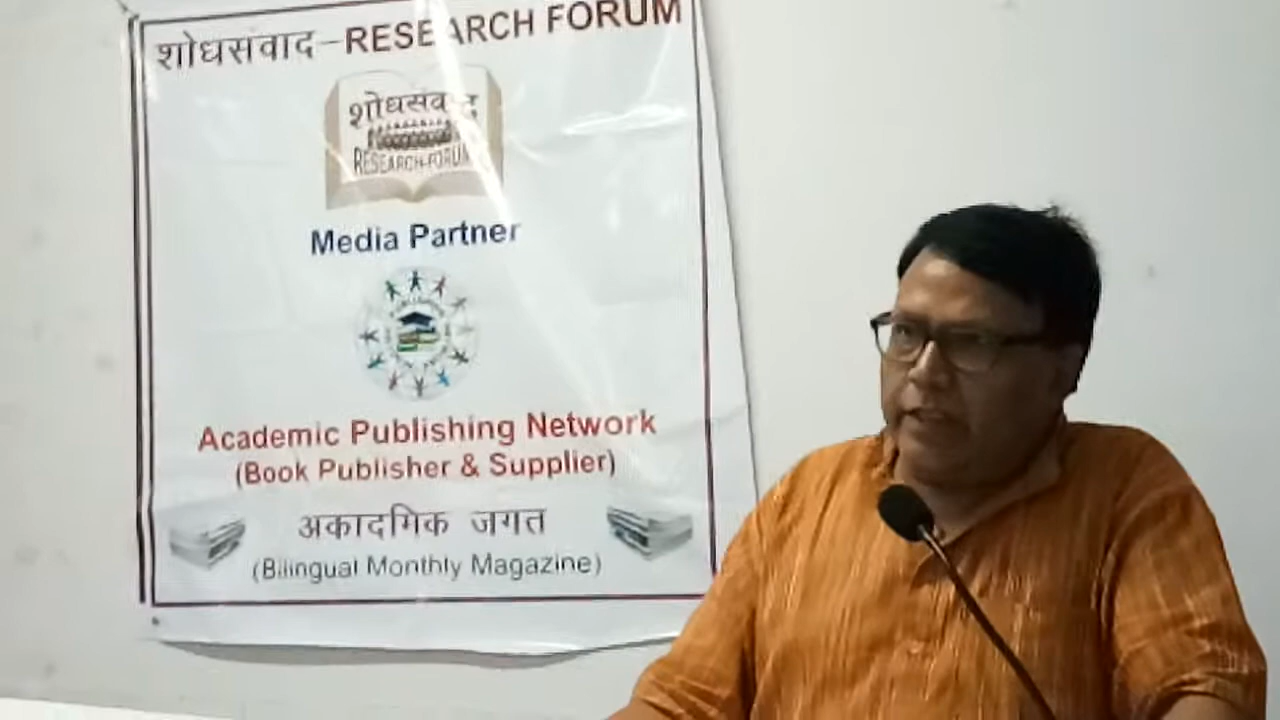 शोधसंवाद–RESEARCH FORUM
शोधसंवाद
RESEARCH-FORUM
Media Partner
Academic Publishing Network
(Book Publisher & Supplier)
अकादमिक जगत
(Bilingual Monthly Magazine)